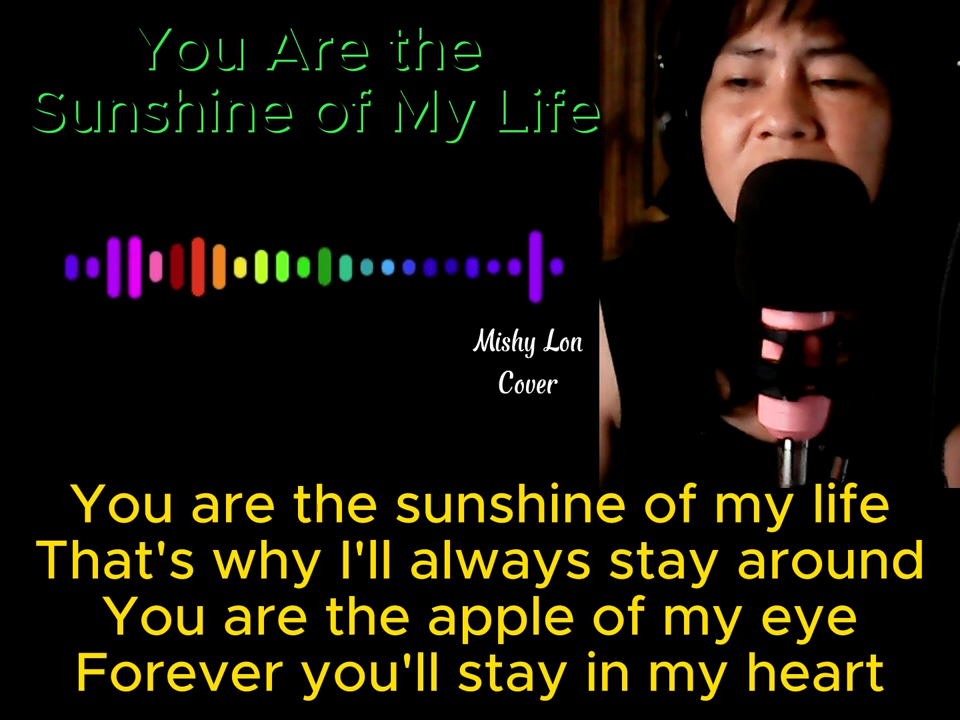 You Are the
Sunshine of My Life
Mishy Lon
Cover
You are the sunshine of my life
That's why I'll always stay around
You are the apple of my eye
Forever you'll stay in my heart